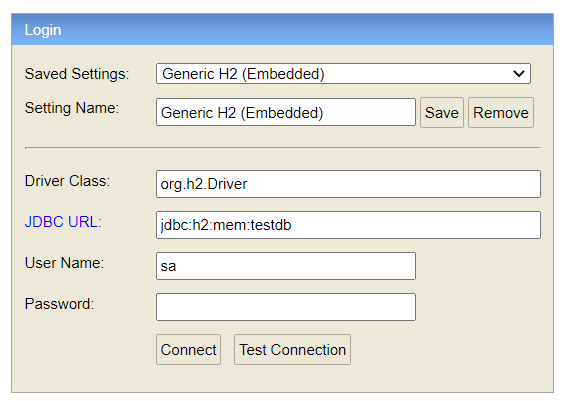 Login
Saved Settings: Generic H2 (Embedded)
Setting Name: Generic H2 (Embedded) Save Remove
Driver Class: org.h2.Driver
JDBC URL: jdbc:h2:mem:testdb
User Name: sa
Password:
Connect Test Connection